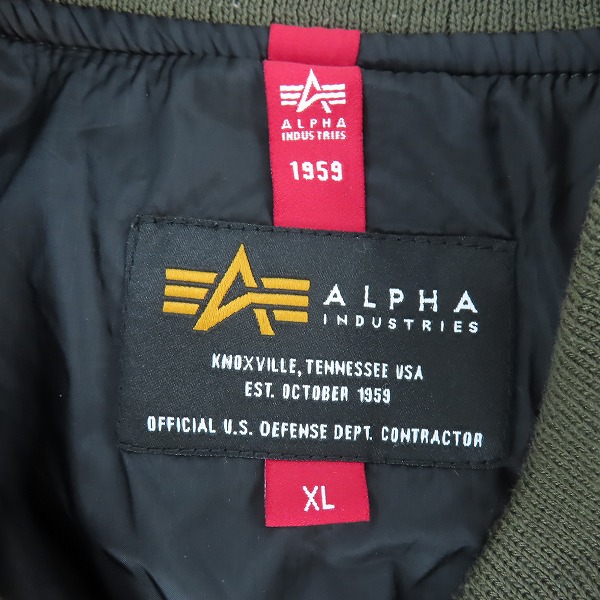 ALPHA
INDUSTRIES
1959
ALPHA
INDUSTRIES
KNOXVILLE, TENNESSEE USA
EST. OCTOBER 1959
OFFICIAL U.S. DEFENSE DEPT. CONTRACTOR
XL